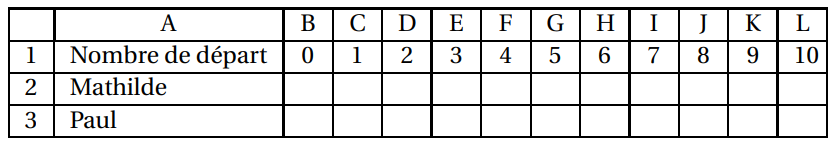 A B C D E F G H I J K L
1 Nombre de départ 0 1 2 3 4 5 6 7 8 9 10
2 Mathilde
3 Paul